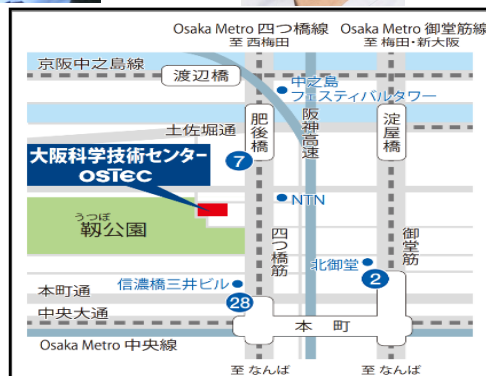 Osaka Metro 四つ橋線
至 西梅田
Osaka Metro 御堂筋線
至 梅田・新大阪
京阪中之島線
渡辺橋
中之島
フェスティバルタワー
土佐堀通
肥後橋
阪神高速
淀屋橋
大阪科学技術センター
OSTEC
7
NTN
うつぼ
靱公園
四つ橋筋
御堂筋
北御堂
2
信濃橋三井ビル
28
本町通
中央大通
本町
Osaka Metro 中央線
至 なんば
至 なんば